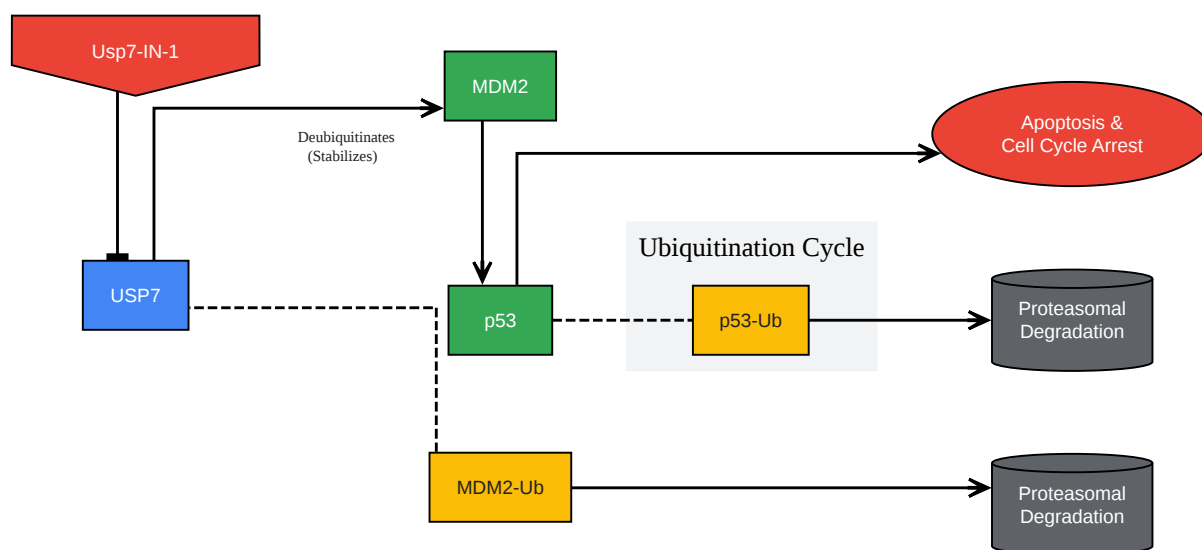 Usp7-IN-1
MDM2
Deubiquitinates
(Stabilizes)
Apoptosis &
Cell Cycle Arrest
Ubiquitination Cycle
USP7
p53
p53-Ub
Proteasomal
Degradation
MDM2-Ub
Proteasomal
Degradation